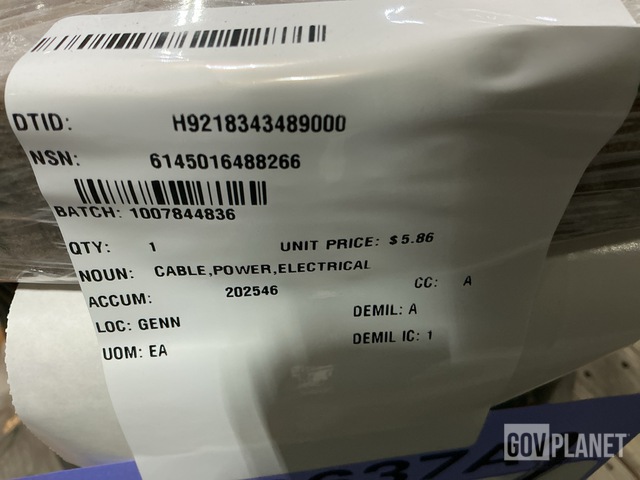 DTID: H9218343489000
NSN: 6145016488266
BATCH: 1007844836
QTY: 1 UNIT PRICE: $ 5.86
NOUN: CABLE,POWER,ELECTRICAL
ACCUM: 202546 CC: A
LOC: GENN DEMIL: A
UOM: EA DEMIL IC: 1
GOVPLANET